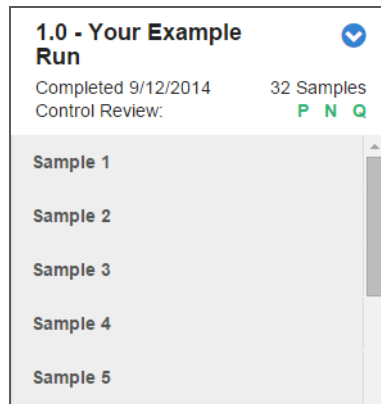 1.0 - Your Example
Run
Completed 9/12/2014 32 Samples
Control Review: P N Q
Sample 1
Sample 2
Sample 3
Sample 4
Sample 5